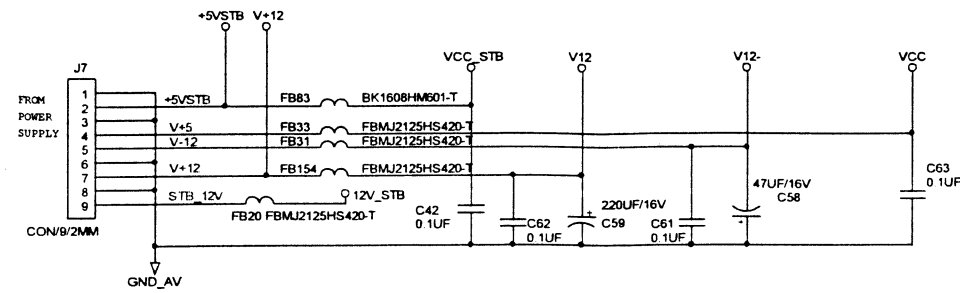 +5VSTB V+12
VCC_STB V12 V12- VCC
J7
FROM
POWER
SUPPLY
1
2
3
4
5
6
7
8
9
+5VSTB FB83 BK1608HM601-T
V+5 FB33 FBMJ2125HS420-T
V-12 FB31 FBMJ2125HS420-T
V+12 FB154 FBMJ2125HS420-T
STB_12V 12V_STB
FB20 FBMJ2125HS420-T
CON/9/2MM
GND_AV
C42
0.1UF
C62
0.1UF
220UF/16V
+
C59
C61
0.1UF
47UF/16V
C58
+
C63
0.1UF